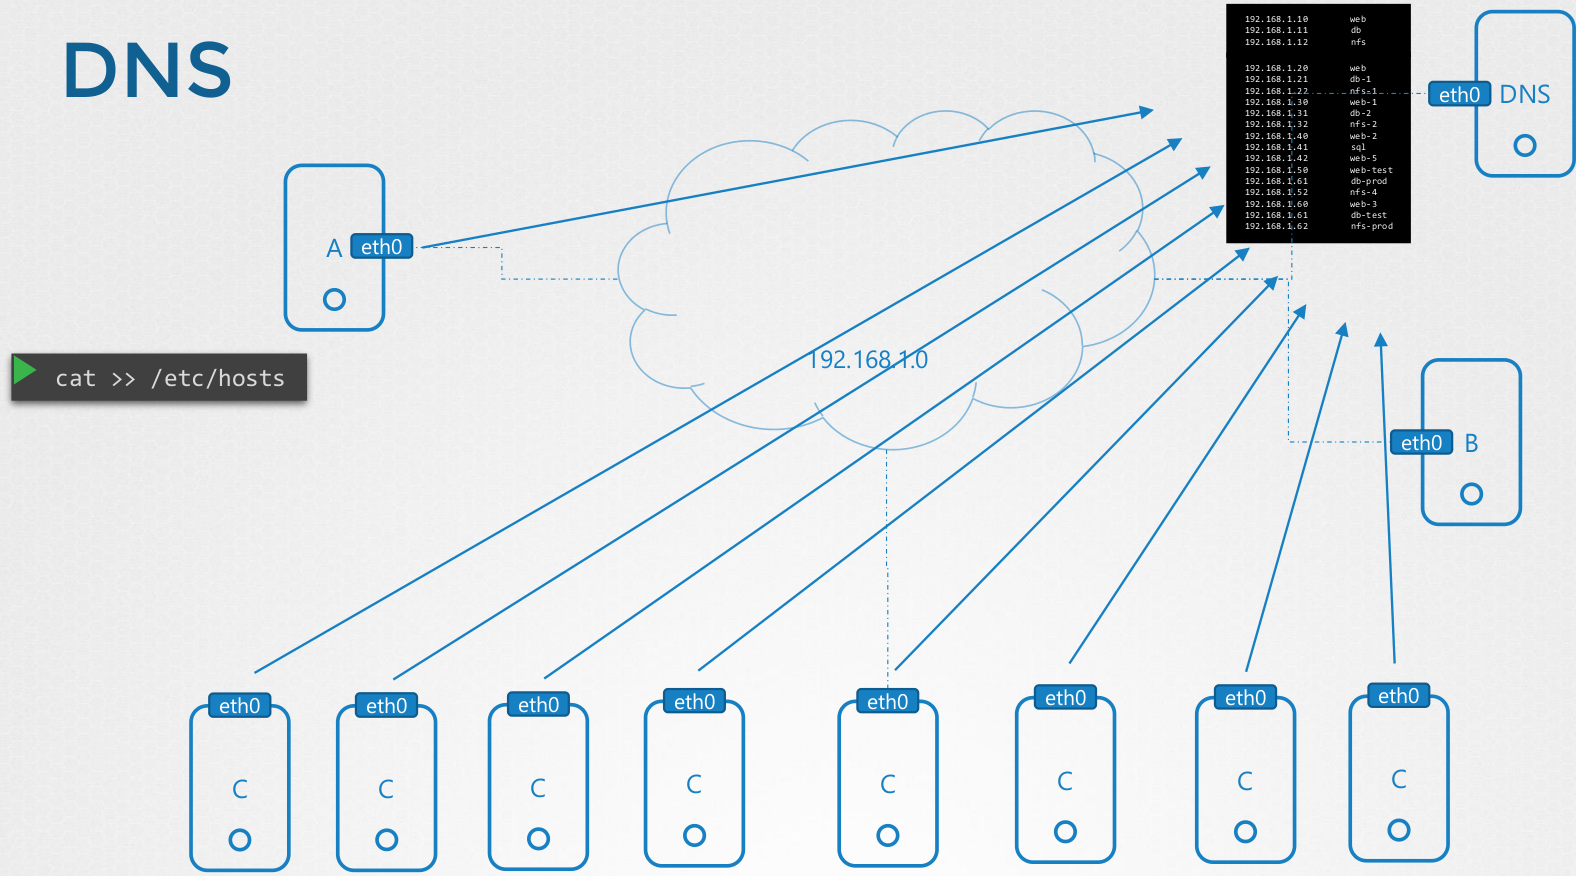 DNS
192.168.1.10 web
192.168.1.11 db
192.168.1.12 nfs
192.168.1.20 web
192.168.1.21 db-1
192.168.1.22 nfs-1
192.168.1.30 web-1
192.168.1.31 db-2
192.168.1.32 nfs-2
192.168.1.40 web-2
192.168.1.41 sql
192.168.1.42 web-5
192.168.1.50 web-test
192.168.1.61 db-prod
192.168.1.52 nfs-4
192.168.1.60 web-3
192.168.1.61 db-test
192.168.1.62 nfs-prod
eth0 DNS
A eth0
192.168.1.0
cat >> /etc/hosts
eth0 B
eth0
eth0
eth0
eth0
eth0
eth0
eth0
eth0
C
C
C
C
C
C
C
C